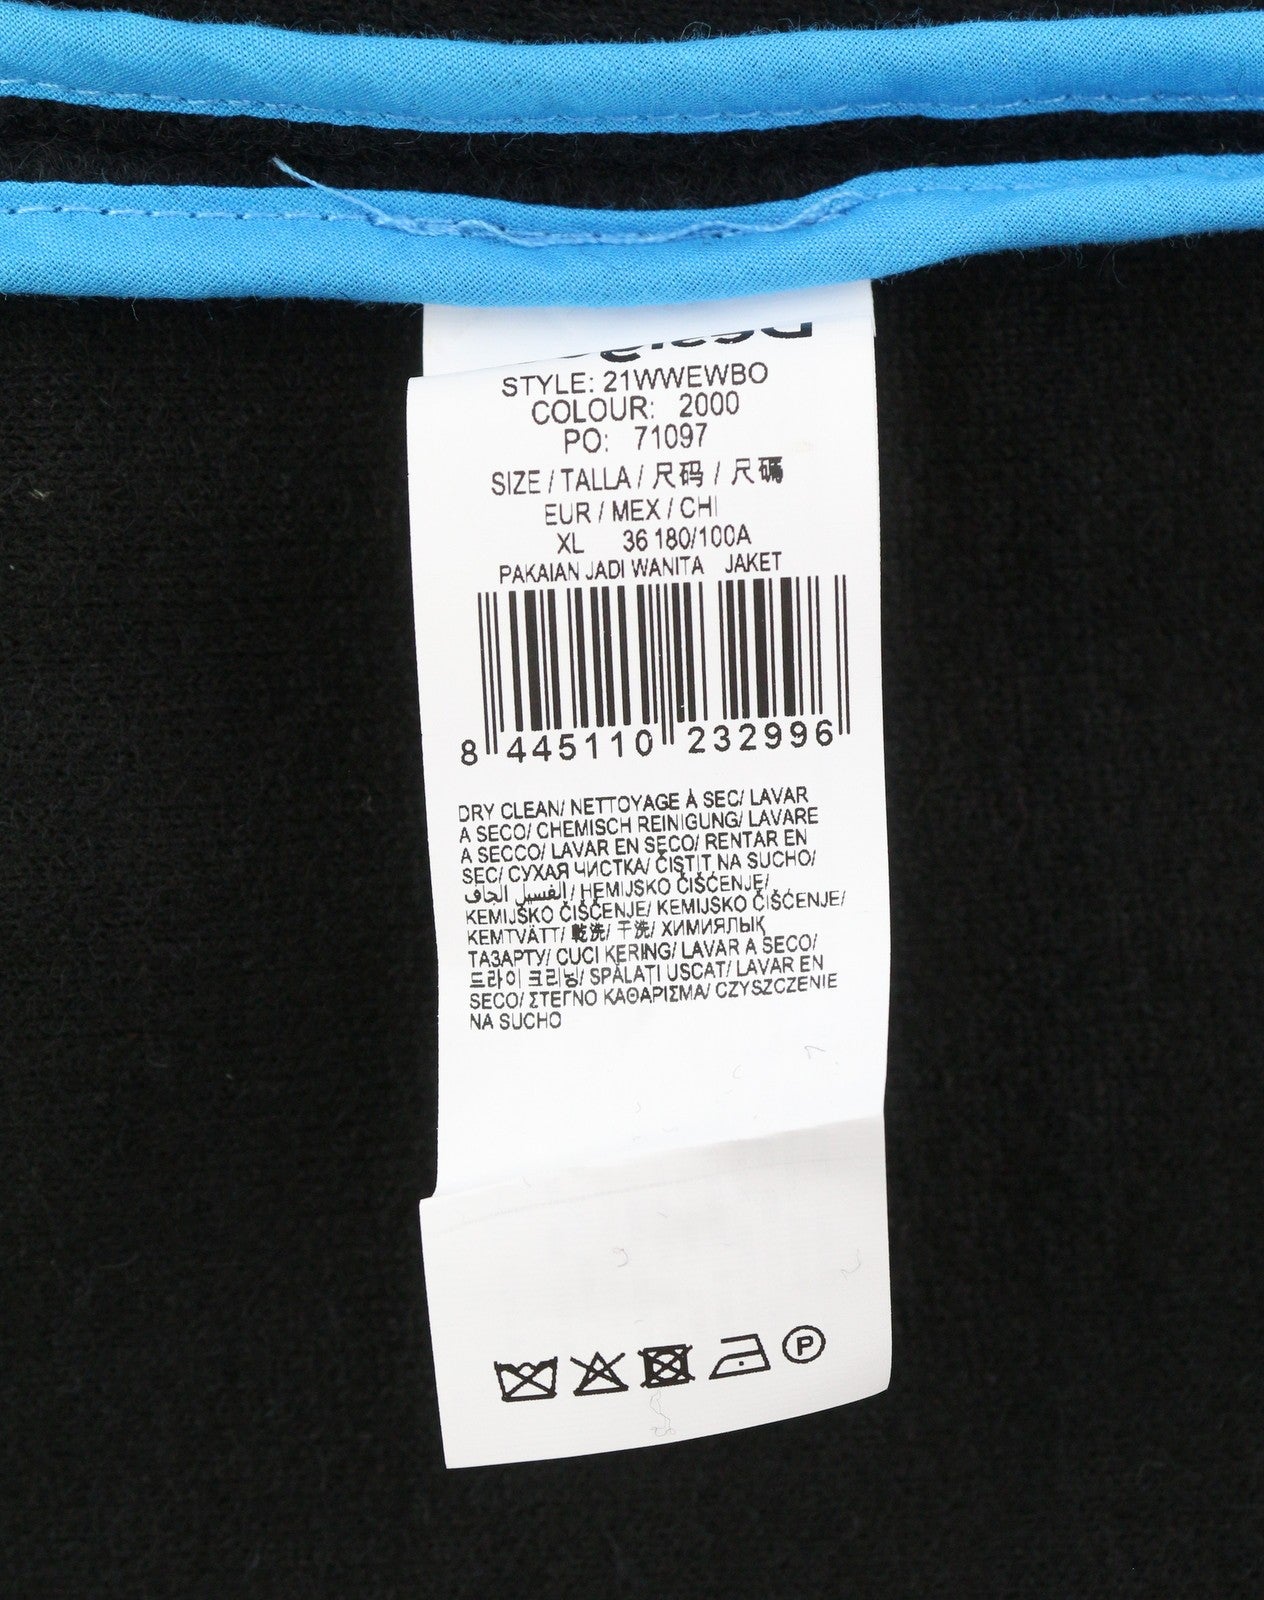 STYLE: 21WWEWBO
COLOUR: 2000
PO: 71097
SIZE / TALLA / 尺码 / 尺碼
EUR / MEX / CHI
XL 36 180/100A
PAKAIAN JADI WANITA JAKET
8 445110 232996
DRY CLEAN/ NETTOYAGE À SEC/ LAVAR
A SECO/ CHEMISCH REINIGUNG/ LAVARE
A SECCO/ LAVAR EN SECO/ RENTAR EN
SEC/ СУХАЯ ЧИСТКА/ ČISTIT NA SUCHO/
الغسيل الجاف/ HEMIJSKO ČIŠĆENJE/
KEMIJSKO ČIŠČENJE/ KEMIJSKO ČIŠĆENJE/
KEMTVÄTT/ 乾洗/ 干洗/ ХИМИЯЛЫҚ
ТАЗАРТУ/ CUCI KERING/ LAVAR A SECO/
드라이 크리닝/ SPĂLAȚI USCAT/ LAVAR EN
SECO/ ΣΤΕΓΝΟ ΚΑΘΑΡΙΣΜΑ/ CZYSZCZENIE
NA SUCHO
P